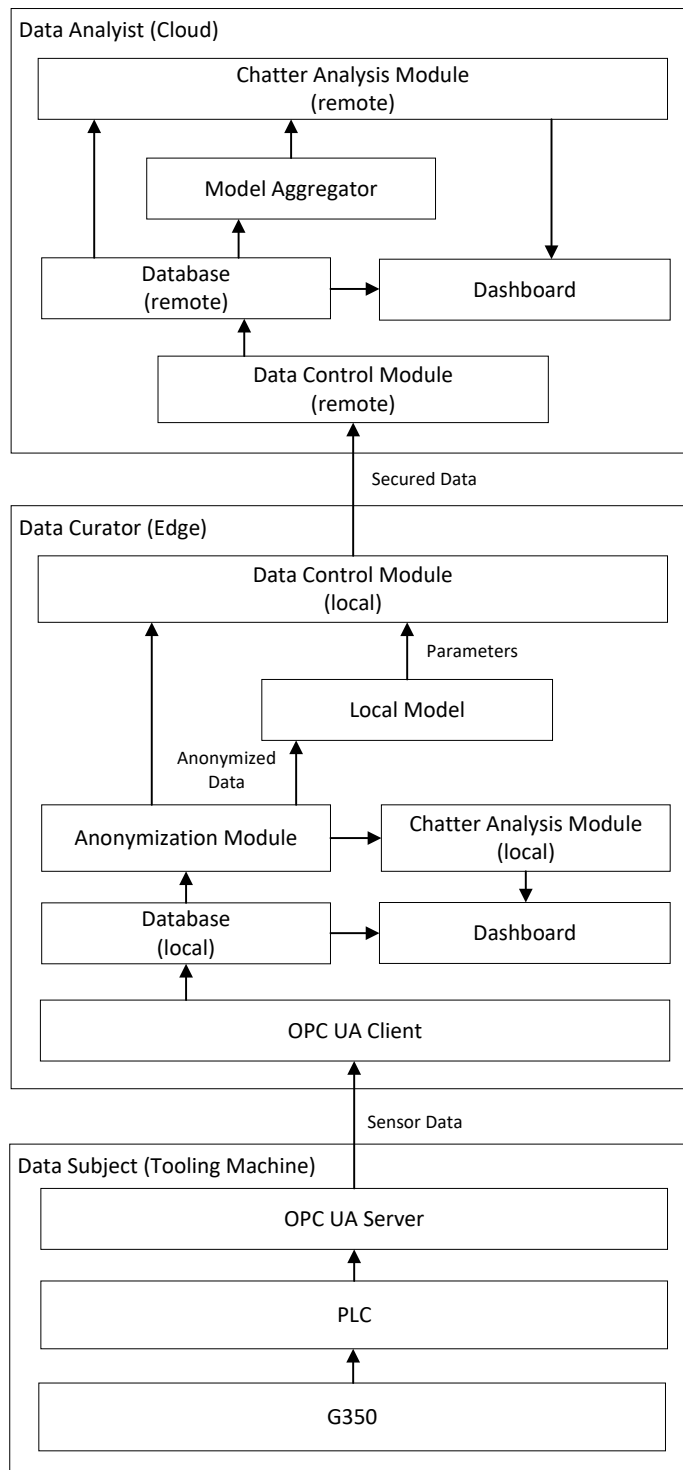 Data Analyist (Cloud)
Chatter Analysis Module
(remote)
Model Aggregator
Database
(remote)
Dashboard
Data Control Module
(remote)
Secured Data
Data Curator (Edge)
Data Control Module
(local)
Parameters
Local Model
Anonymized
Data
Anonymization Module
Chatter Analysis Module
(local)
Database
(local)
Dashboard
OPC UA Client
Sensor Data
Data Subject (Tooling Machine)
OPC UA Server
PLC
G350